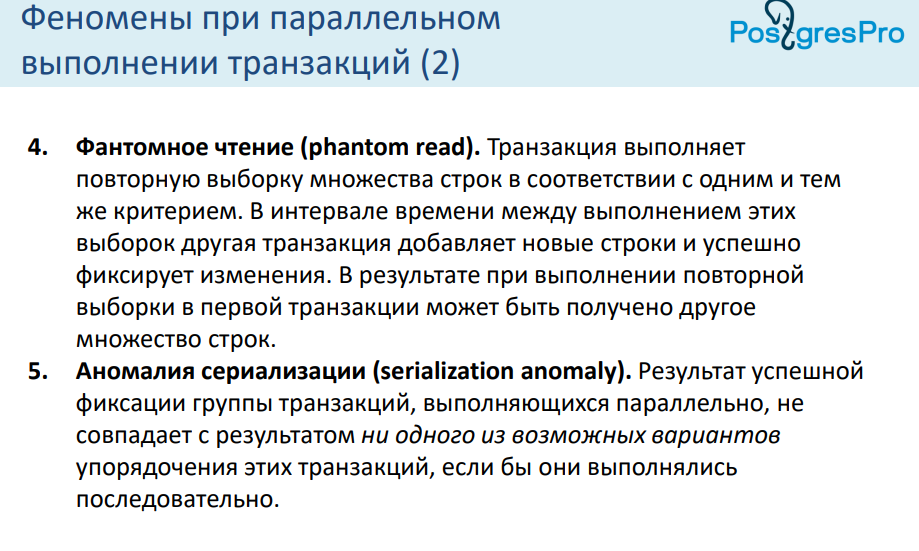 Феномены при параллельном
выполнении транзакций (2)
PostgresPro
4. Фантомное чтение (phantom read). Транзакция выполняет
повторную выборку множества строк в соответствии с одним и тем
же критерием. В интервале времени между выполнением этих
выборок другая транзакция добавляет новые строки и успешно
фиксирует изменения. В результате при выполнении повторной
выборки в первой транзакции может быть получено другое
множество строк.
5. Аномалия сериализации (serialization anomaly). Результат успешной
фиксации группы транзакций, выполняющихся параллельно, не
совпадает с результатом ни одного из возможных вариантов
упорядочения этих транзакций, если бы они выполнялись
последовательно.